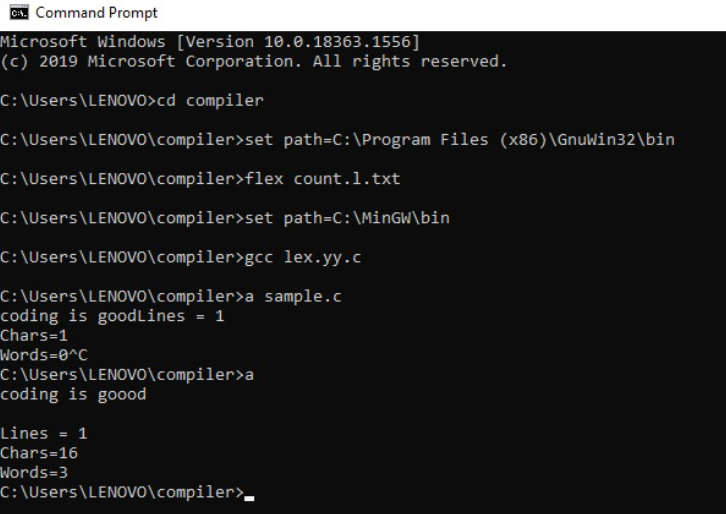 Command Prompt
Microsoft Windows [Version 10.0.18363.1556]
(c) 2019 Microsoft Corporation. All rights reserved.
C:\Users\LENOVO>cd compiler
C:\Users\LENOVO\compiler>set path=C:\Program Files (x86)\GnuWin32\bin
C:\Users\LENOVO\compiler>flex count.l.txt
C:\Users\LENOVO\compiler>set path=C:\MinGW\bin
C:\Users\LENOVO\compiler>gcc lex.yy.c
C:\Users\LENOVO\compiler>a sample.c
coding is goodLines = 1
Chars=1
Words=0^C
C:\Users\LENOVO\compiler>a
coding is goood
Lines = 1
Chars=16
Words=3
C:\Users\LENOVO\compiler>